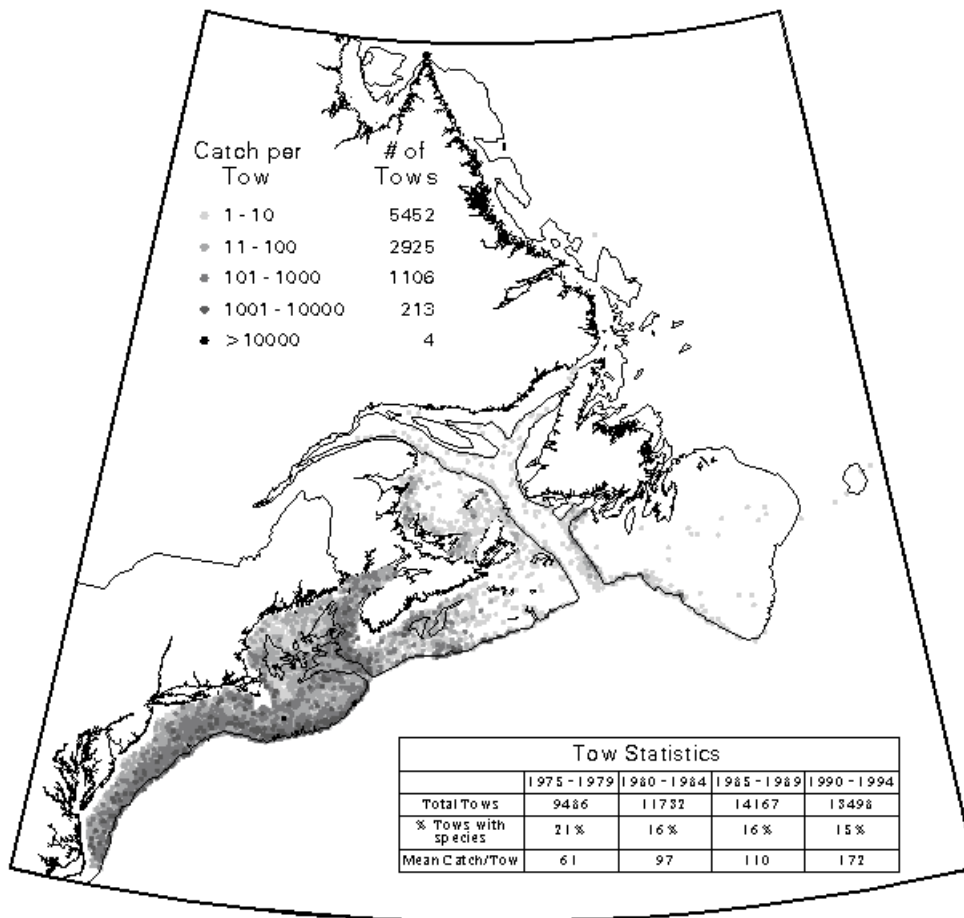 Catch per Tow # of Tows
1 - 10 5452
11 - 100 2925
101 - 1000 1106
1001 - 10000 213
>10000 4
Tow Statistics
1975 - 1979 1980 - 1984 1985 - 1989 1990 - 1994
Total Tows 9486 11732 14167 13498
% Tows with species 21% 16% 16% 15%
Mean Catch/Tow 61 97 110 172